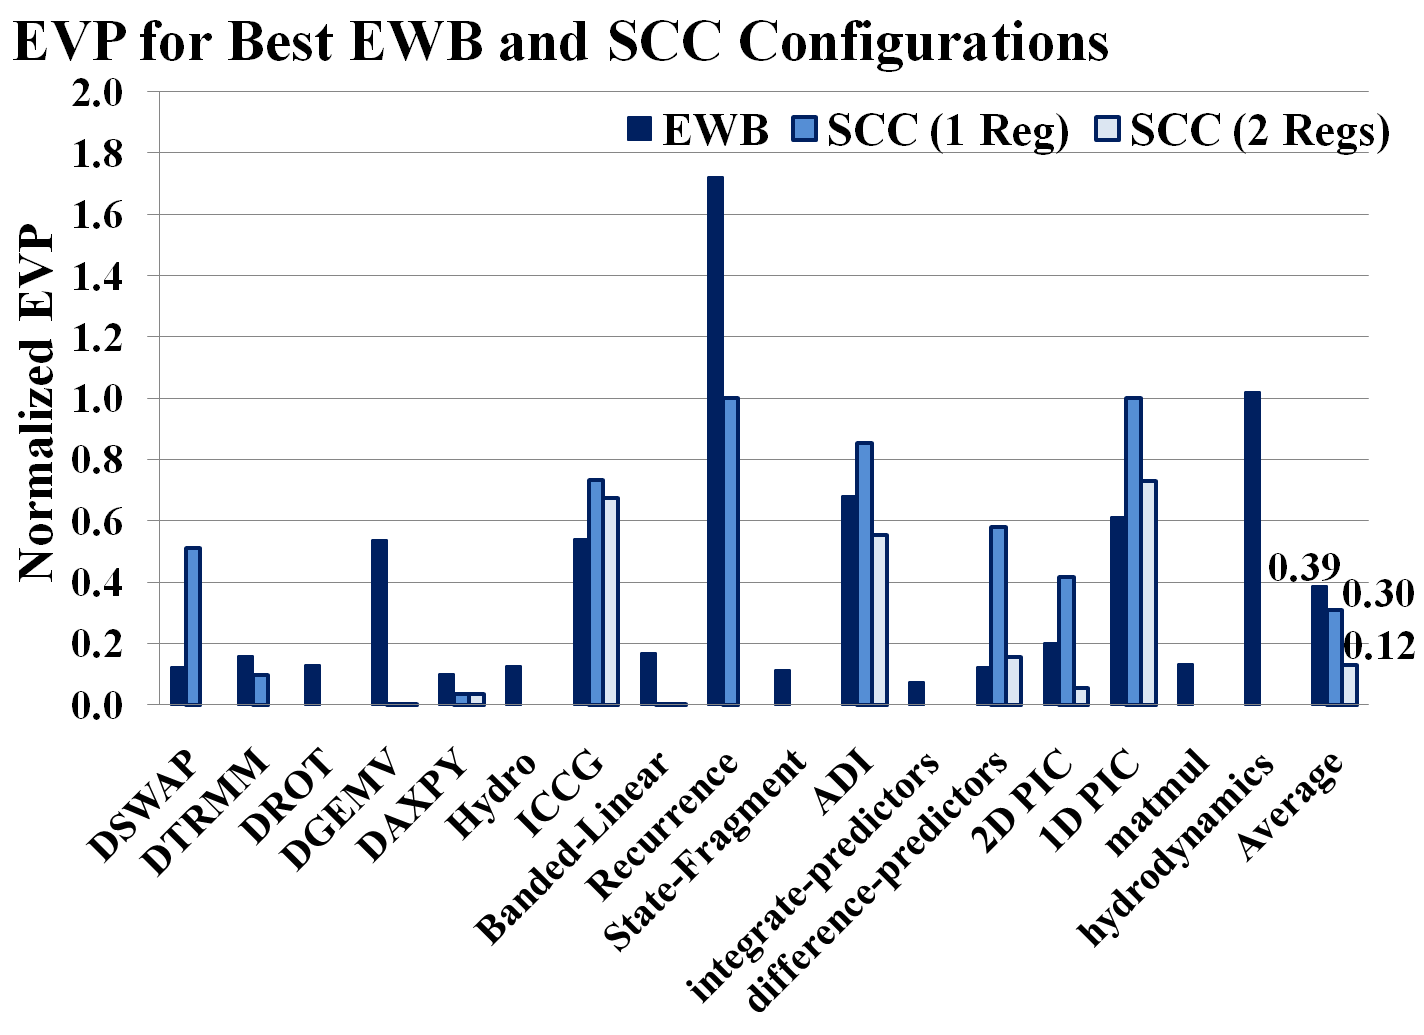 EVP for Best EWB and SCC Configurations
EWB SCC (1 Reg) SCC (2 Regs)
Normalized EVP
2.0
1.8
1.6
1.4
1.2
1.0
0.8
0.6
0.4
0.2
0.0
0.39
0.30
0.12
DSWAP
DTRMM
DROT
DGEMV
DAXPY
Hydro
ICCG
Banded-Linear
Recurrence
State-Fragment
ADI
integrate-predictors
difference-predictors
2D PIC
1D PIC
matmul
hydrodynamics
Average